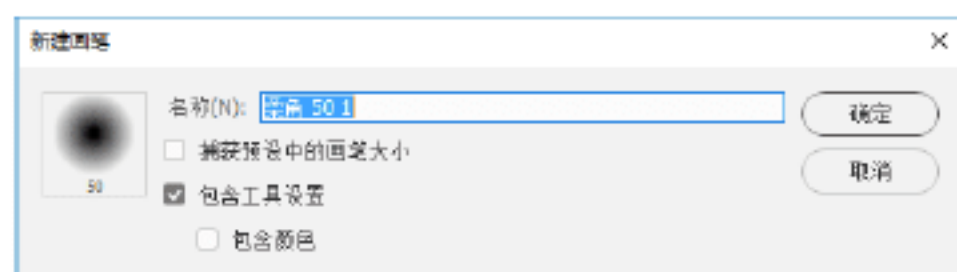 新建画笔
名称(N): 柔角 50 1
确定
捕获预设中的画笔大小
取消
50
包含工具设置
包含颜色